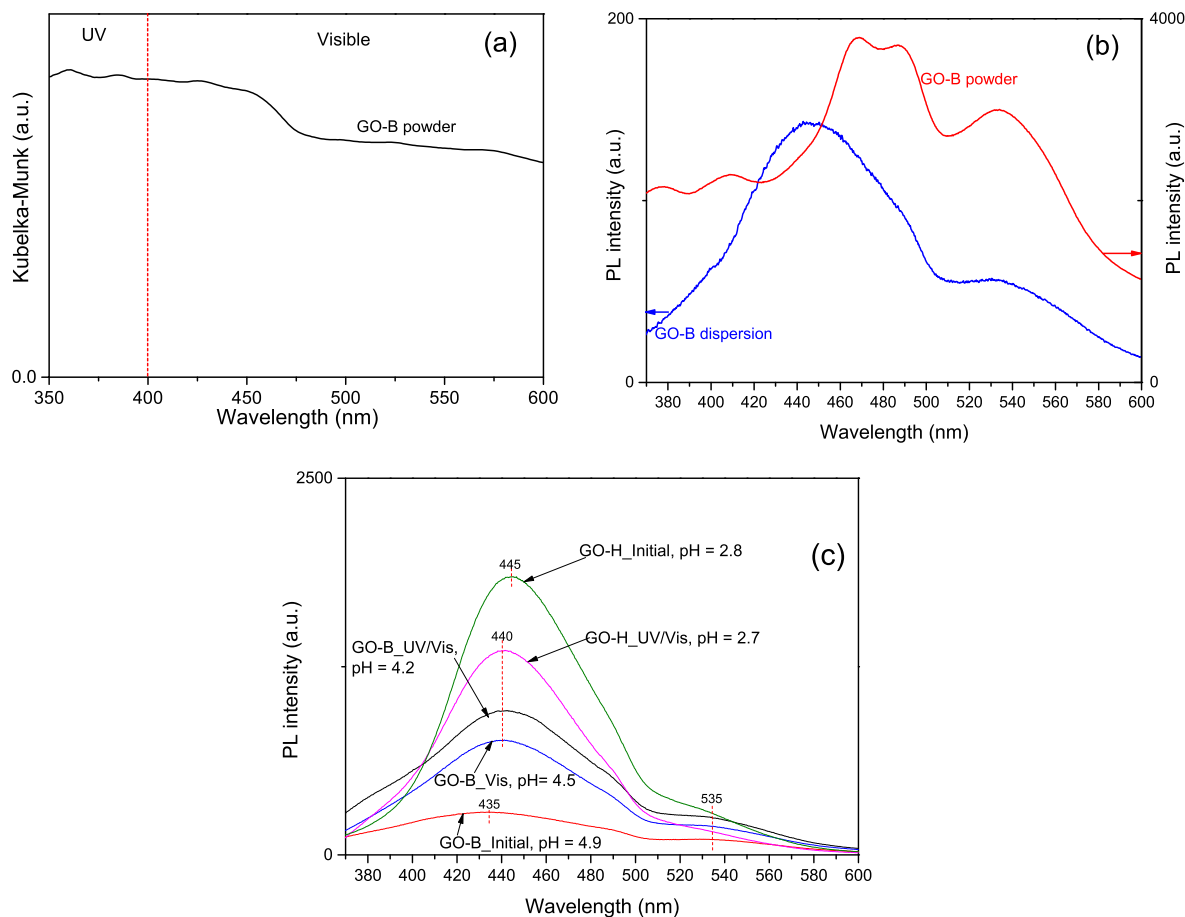 UV
Visible
(a)
GO-B powder
Kubelka-Munk (a.u.)
0.0
350 400 450 500 550 600
Wavelength (nm)
200
4000
(b)
GO-B powder
GO-B dispersion
PL intensity (a.u.)
PL intensity (a.u.)
0
0
380 400 420 440 460 480 500 520 540 560 580 600
Wavelength (nm)
2500
(c)
GO-H_Initial, pH = 2.8
445
GO-H_UV/Vis, pH = 2.7
440
GO-B_UV/Vis,
pH = 4.2
GO-B_Vis, pH= 4.5
435
535
GO-B_Initial, pH = 4.9
PL intensity (a.u.)
0
380 400 420 440 460 480 500 520 540 560 580 600
Wavelength (nm)